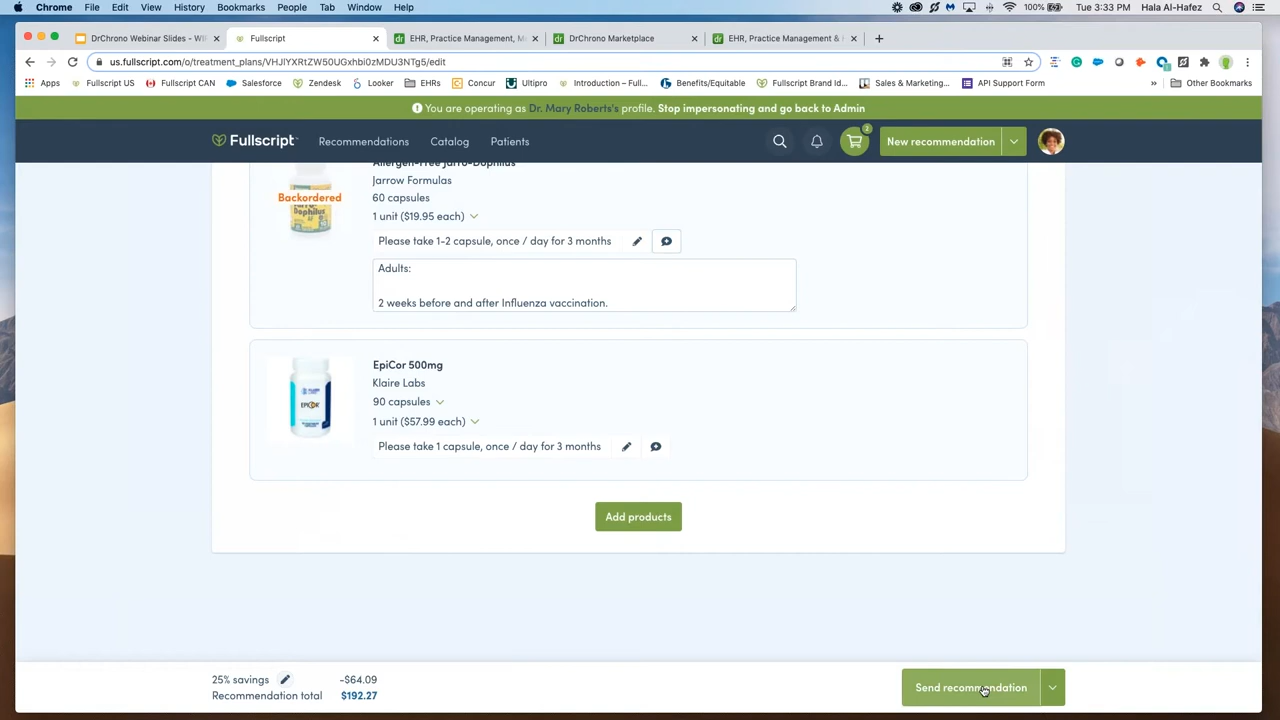 Chrome File Edit View History Bookmarks People Tab Window Help 100% Tue 3:33 PM Hala Al-Hafez
DrChrono Webinar Slides - WIP Fullscript EHR, Practice Management, M DrChrono Marketplace EHR, Practice Management &
us.fullscript.com/o/treatment_plans/VHJlYXRtZW50UGxhbi0zMDU3NTg5/edit
Apps Fullscript US Fullscript CAN Salesforce Zendesk Looker EHRs Concur Ultipro Introduction – Full... Benefits/Equitable Fullscript Brand Id... Sales & Marketing... API Support Form » Other Bookmarks
You are operating as Dr. Mary Roberts's profile. Stop impersonating and go back to Admin
Fullscript Recommendations Catalog Patients 2 New recommendation
Allergen-Free Jarro-Dophilus
Jarrow Formulas
Backordered
60 capsules
1 unit ($19.95 each)
Please take 1-2 capsule, once / day for 3 months
Adults:
2 weeks before and after Influenza vaccination.
EpiCor 500mg
Klaire Labs
90 capsules
1 unit ($57.99 each)
Please take 1 capsule, once / day for 3 months
Add products
25% savings -$64.09
Recommendation total $192.27
Send recommendation